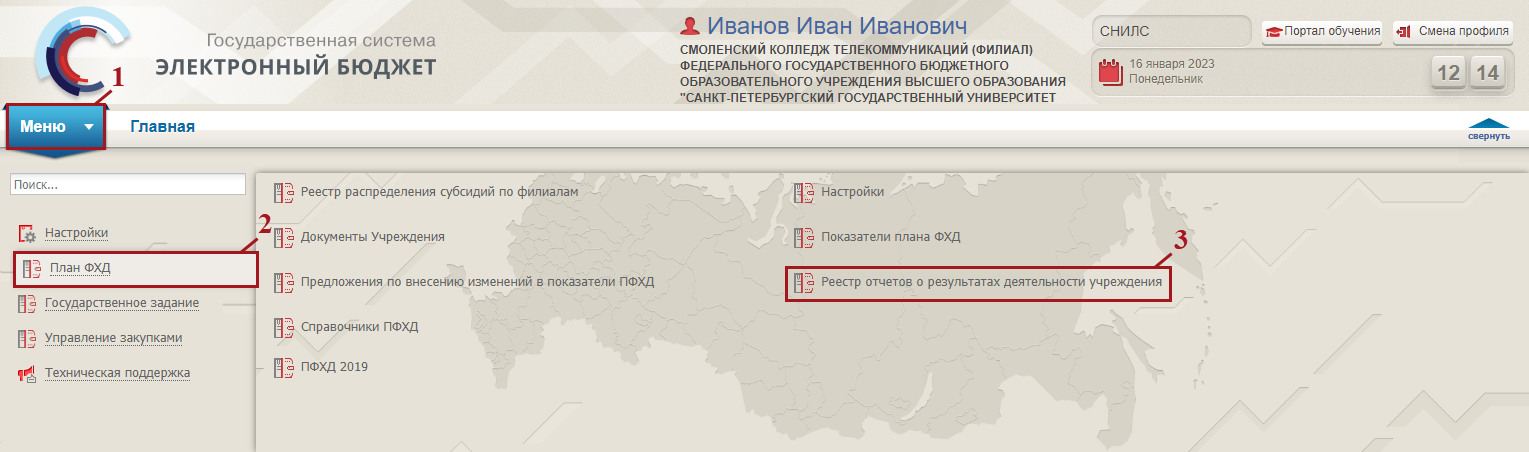 Государственная система
ЭЛЕКТРОННЫЙ БЮДЖЕТ
Иванов Иван Иванович
СМОЛЕНСКИЙ КОЛЛЕДЖ ТЕЛЕКОММУНИКАЦИЙ (ФИЛИАЛ)
ФЕДЕРАЛЬНОГО ГОСУДАРСТВЕННОГО БЮДЖЕТНОГО
ОБРАЗОВАТЕЛЬНОГО УЧРЕЖДЕНИЯ ВЫСШЕГО ОБРАЗОВАНИЯ
"САНКТ-ПЕТЕРБУРГСКИЙ ГОСУДАРСТВЕННЫЙ УНИВЕРСИТЕТ
СНИЛС
Портал обучения
Смена профиля
16 января 2023
Понедельник
12 14
1
Меню
Главная
свернуть
Поиск...
Настройки
2
План ФХД
Государственное задание
Управление закупками
Техническая поддержка
Реестр распределения субсидий по филиалам
Документы Учреждения
Предложения по внесению изменений в показатели ПФХД
Справочники ПФХД
ПФХД 2019
Настройки
Показатели плана ФХД
3
Реестр отчетов о результатах деятельности учреждения